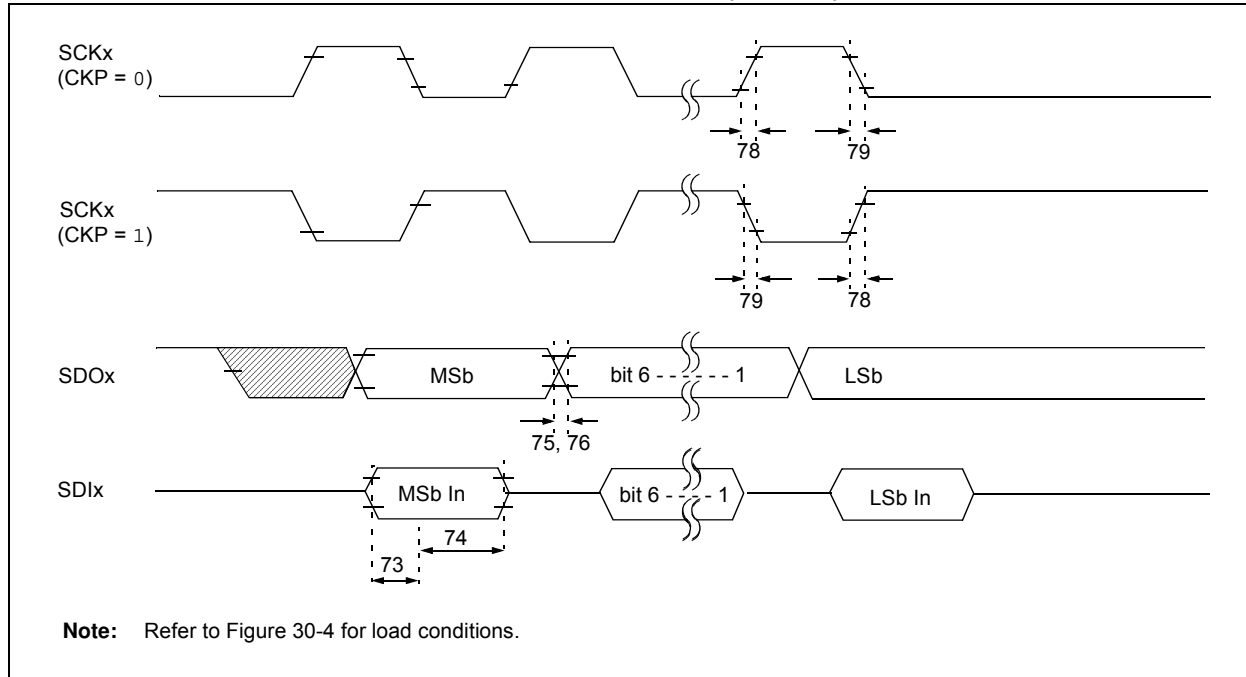 SCKx
(CKP = 0)
78
79
SCKx
(CKP = 1)
79
78
SDOx
MSb
bit 6 - - - - - - 1
LSb
75, 76
SDIx
MSb In
bit 6 - - - - 1
LSb In
74
73
Note: Refer to Figure 30-4 for load conditions.